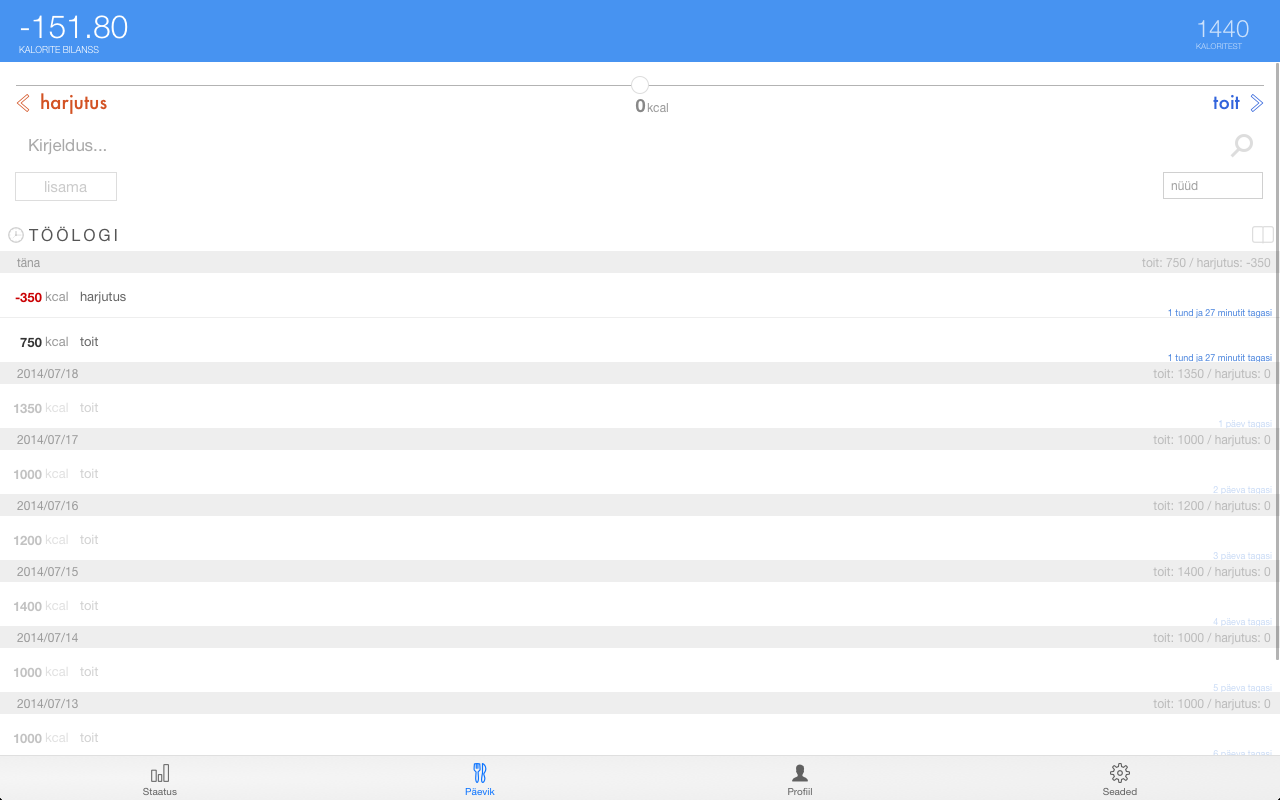 -151.80
KALORITE BILANSS
1440
KALORITEST
harjutus
0 kcal
toit
Kirjeldus...
lisama
nüüd
TÖÖLOGI
täna
toit: 750 / harjutus: -350
-350 kcal harjutus
1 tund ja 27 minutit tagasi
750 kcal toit
1 tund ja 27 minutit tagasi
2014/07/18
toit: 1350 / harjutus: 0
1350 kcal toit
1 päev tagasi
2014/07/17
toit: 1000 / harjutus: 0
1000 kcal toit
2 päeva tagasi
2014/07/16
toit: 1200 / harjutus: 0
1200 kcal toit
3 päeva tagasi
2014/07/15
toit: 1400 / harjutus: 0
1400 kcal toit
4 päeva tagasi
2014/07/14
toit: 1000 / harjutus: 0
1000 kcal toit
5 päeva tagasi
2014/07/13
toit: 1000 / harjutus: 0
1000 kcal toit
6 päeva tagasi
Staatus
Päevik
Profiil
Seaded